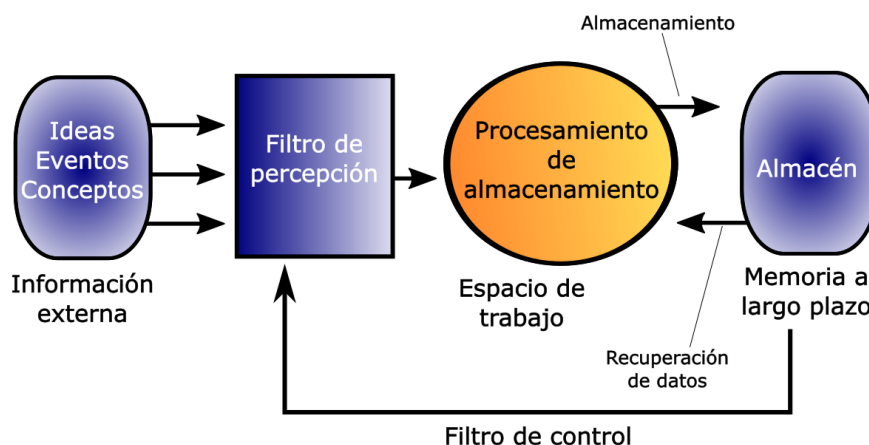 Almacenamiento
Ideas
Eventos
Conceptos
Filtro de
percepción
Procesamiento
de
almacenamiento
Almacén
Información
externa
Espacio de
trabajo
Memoria a
largo plazo
Recuperación
de datos
Filtro de control